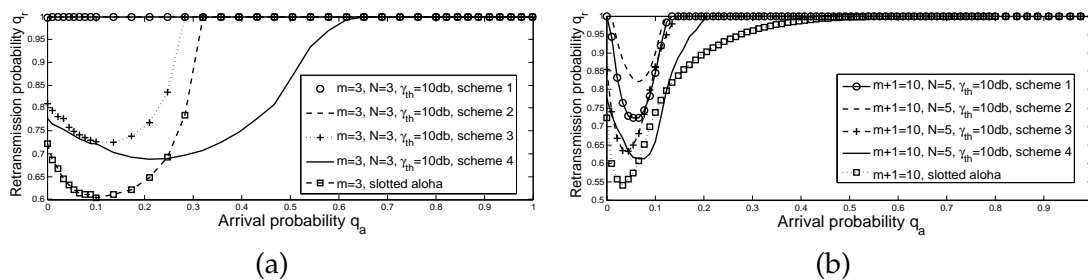 Retransmission probability q_r
1
0.95
0.9
0.85
0.8
0.75
0.7
0.65
0.6
0
0.1
0.2
0.3
0.4
0.5
0.6
0.7
0.8
0.9
1
Arrival probability q_a
m=3, N=3, γ_th=10db, scheme 1
m=3, N=3, γ_th=10db, scheme 2
m=3, N=3, γ_th=10db, scheme 3
m=3, N=3, γ_th=10db, scheme 4
m=3, slotted aloha
(a)
Retransmission probability q_r
1
0.95
0.9
0.85
0.8
0.75
0.7
0.65
0.6
0.55
0.5
0
0.1
0.2
0.3
0.4
0.5
0.6
0.7
0.8
0.9
Arrival probability q_a
m+1=10, N=5, γ_th=10db, scheme 1
m+1=10, N=5, γ_th=10db, scheme 2
m+1=10, N=5, γ_th=10db, scheme 3
m+1=10, N=5, γ_th=10db, scheme 4
m+1=10, slotted aloha
(b)